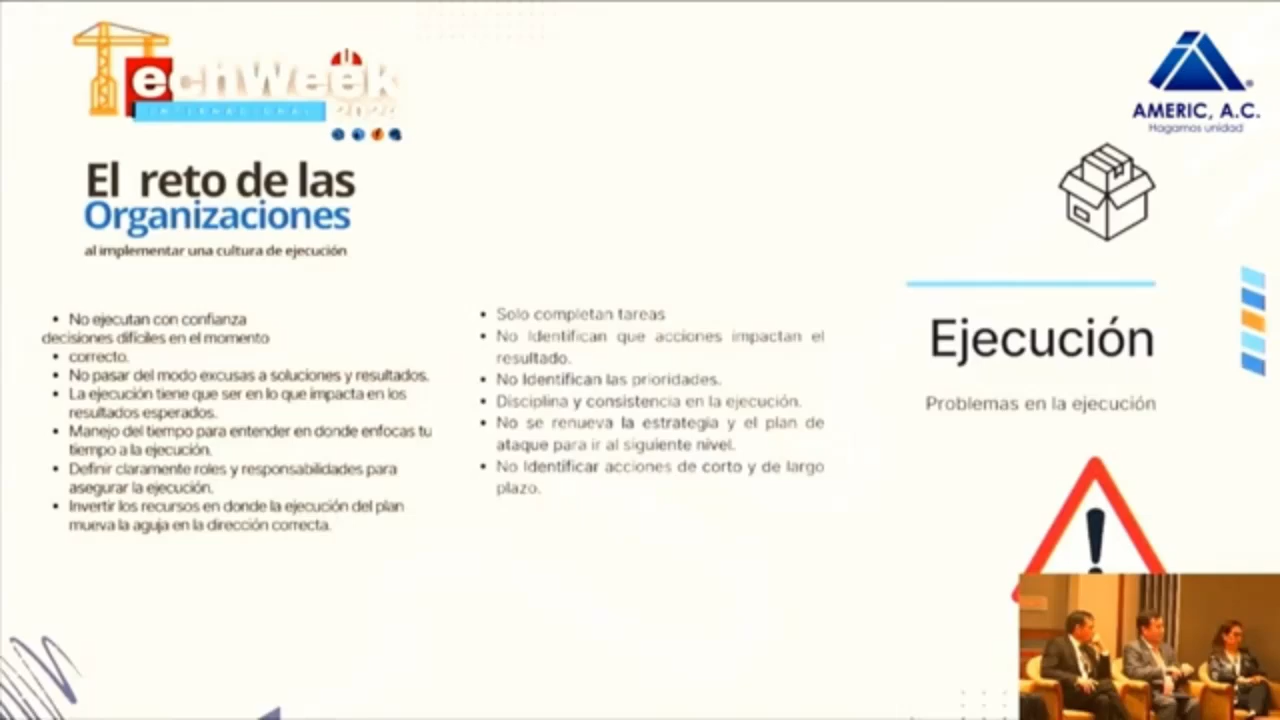 TechWeek
INTERNACIONAL 2024
AMERIC, A.C.
Hagamos unidad
El reto de las
Organizaciones
al implementar una cultura de ejecución
• No ejecutan con confianza
decisiones difíciles en el momento
• correcto.
• No pasar del modo excusas a soluciones y resultados.
• La ejecución tiene que ser en lo que impacta en los
resultados esperados.
• Manejo del tiempo para entender en donde enfocas tu
tiempo a la ejecución.
• Definir claramente roles y responsabilidades para
asegurar la ejecución.
• Invertir los recursos en donde la ejecución del plan
mueva la aguja en la dirección correcta.
• Solo completan tareas
• No Identifican que acciones impactan el
resultado.
• No Identifican las prioridades.
• Disciplina y consistencia en la ejecución.
• No se renueva la estrategia y el plan de
ataque para ir al siguiente nivel.
• No Identificar acciones de corto y de largo
plazo.
Ejecución
Problemas en la ejecución